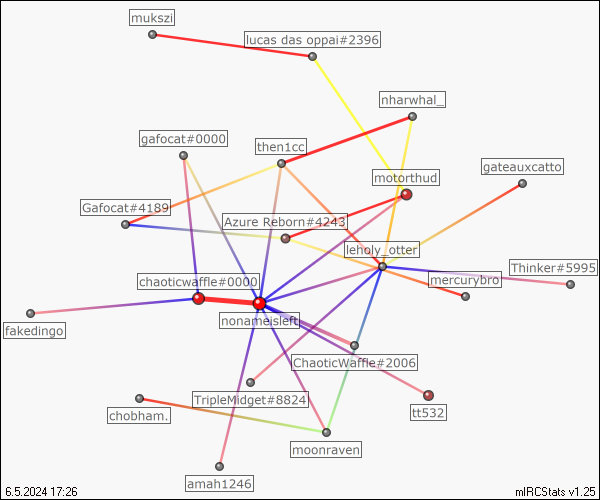 mukszi
lucas das oppai#2396
nharwhal_
gafocat#0000
then1cc
gateauxcatto
motorthud
Gafocat#4189
Azure Reborn#4243
leholy_otter
Thinker#5995
chaoticwaffle#0000
mercurybro
nonameisleft
fakedingo
ChaoticWaffle#2006
TripleMidget#8824
chobham.
tt532
moonraven
amah1246
6.5.2024 17:26
mIRCStats v1.25